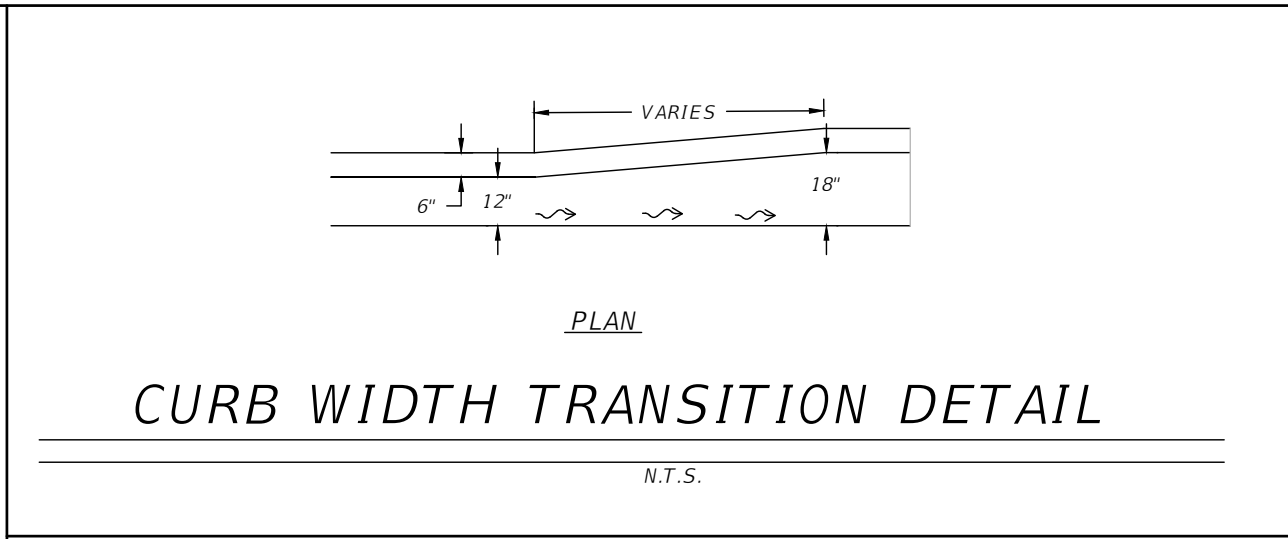 VARIES
18"
6"
12"
PLAN
CURB WIDTH TRANSITION DETAIL
N.T.S.